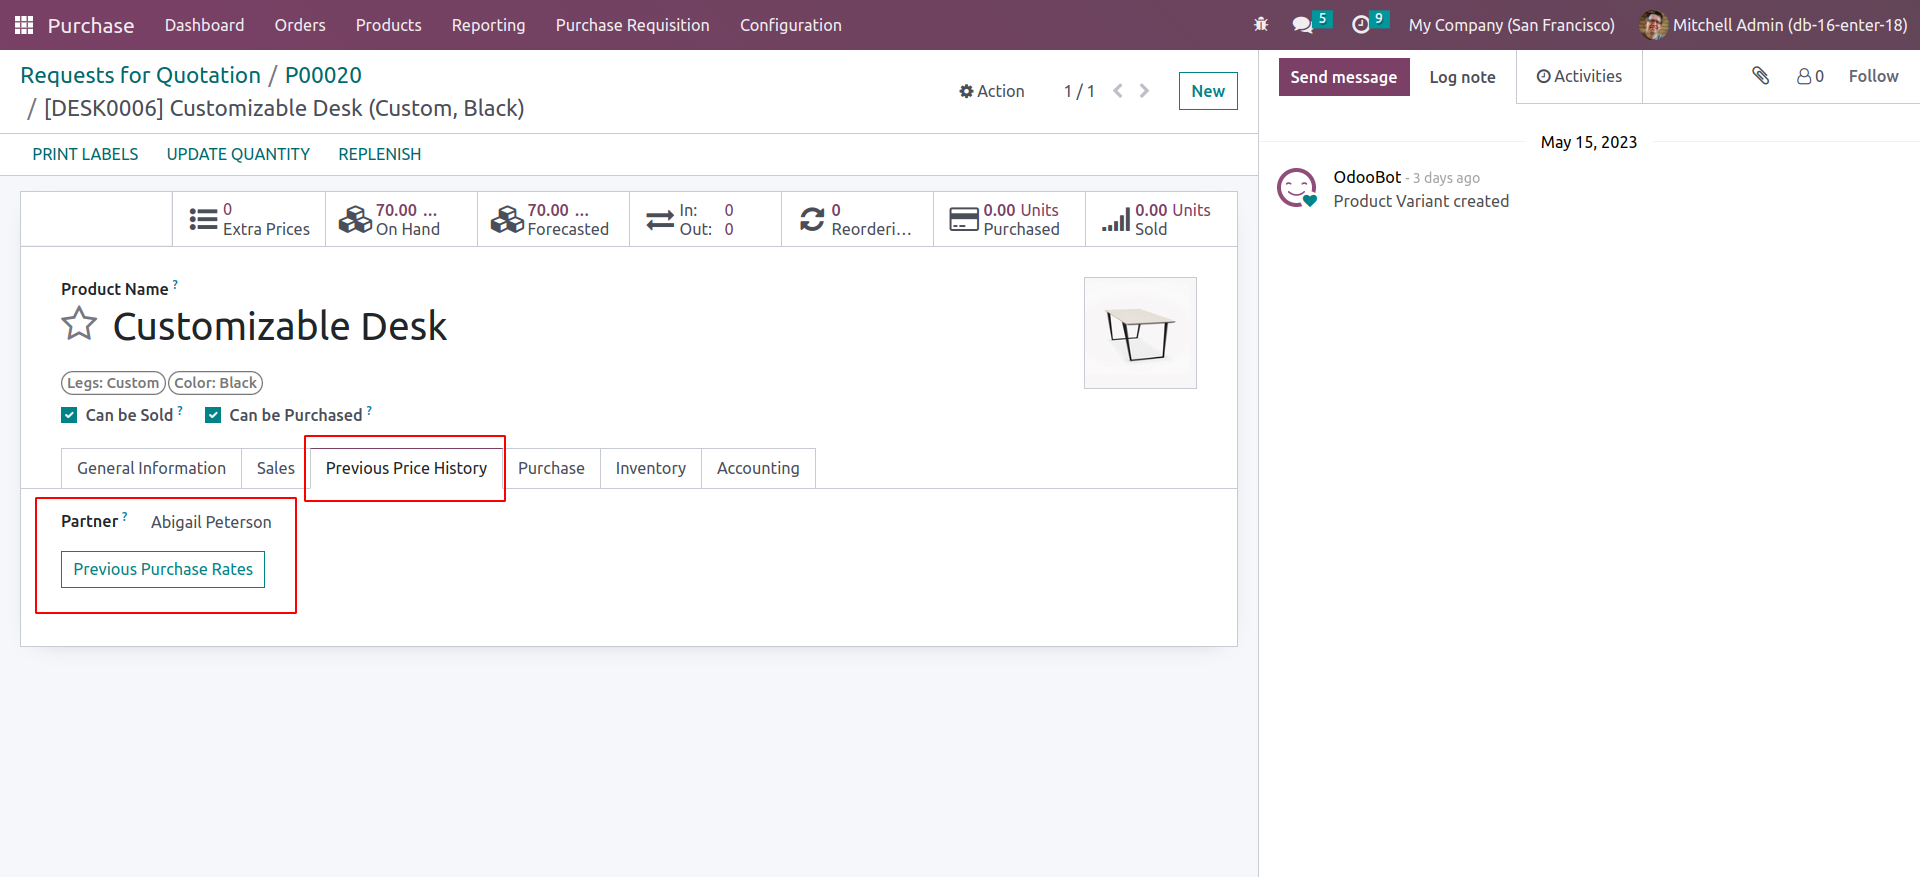 Purchase Dashboard Orders Products Reporting Purchase Requisition Configuration 5 9 My Company (San Francisco) Mitchell Admin (db-16-enter-18)
Requests for Quotation / P00020
/ [DESK0006] Customizable Desk (Custom, Black)
Action 1 / 1 New
PRINT LABELS UPDATE QUANTITY REPLENISH
0
Extra Prices
70.00 ...
On Hand
70.00 ...
Forecasted
In: 0
Out: 0
0
Reorderi...
0.00 Units
Purchased
0.00 Units
Sold
Product Name ?
Customizable Desk
Legs: Custom Color: Black
Can be Sold ? Can be Purchased ?
General Information Sales Previous Price History Purchase Inventory Accounting
Partner ? Abigail Peterson
Previous Purchase Rates
Send message Log note Activities 0 Follow
May 15, 2023
OdooBot - 3 days ago
Product Variant created